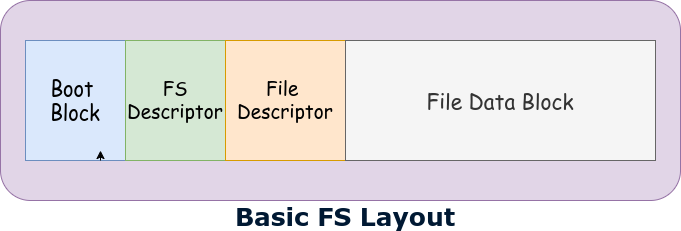 Boot
Block
FS
Descriptor
File
Descriptor
File Data Block
Basic FS Layout